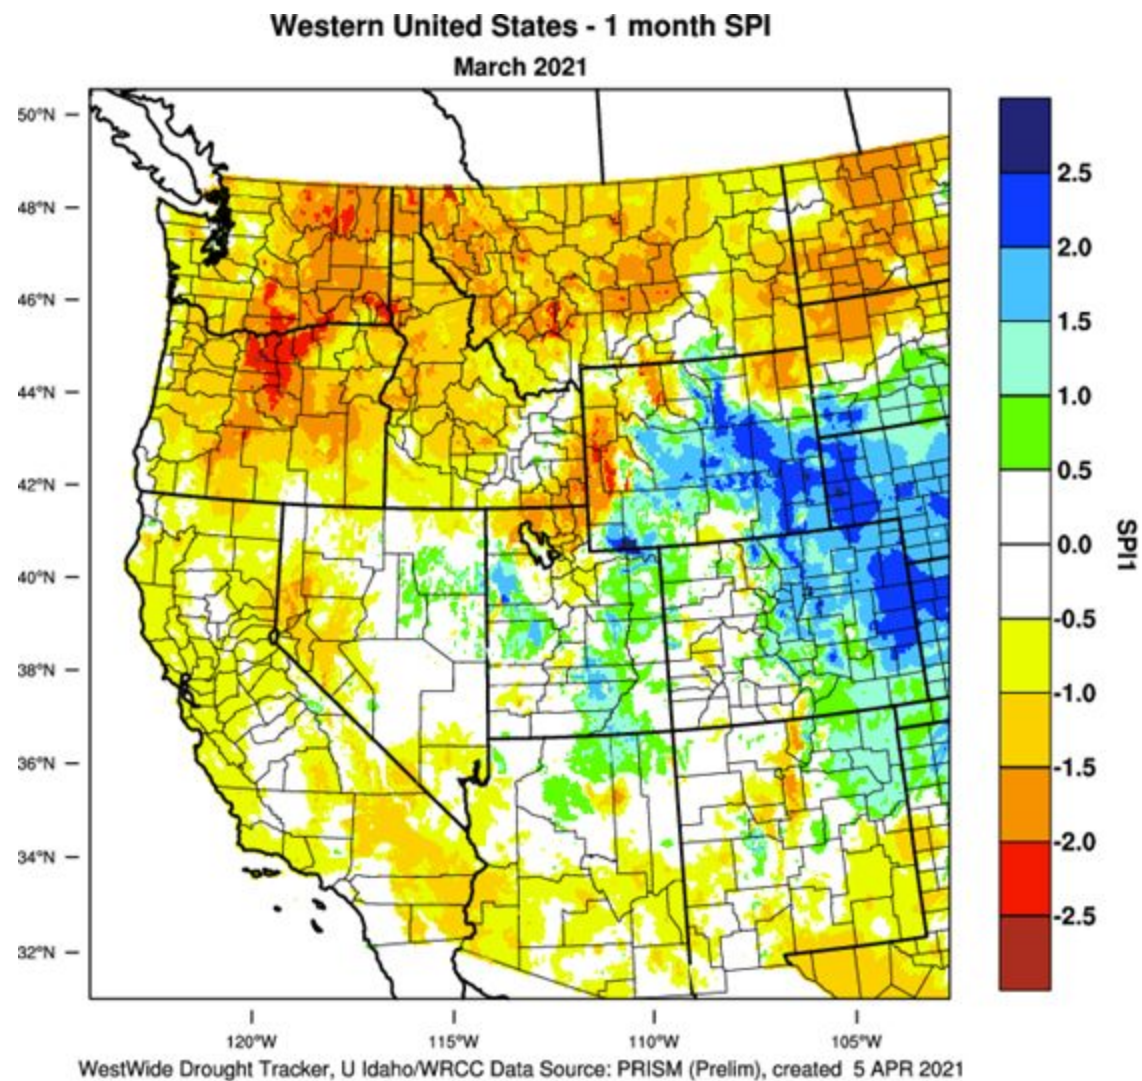 Western United States - 1 month SPI
March 2021
50°N
48°N
46°N
44°N
42°N
40°N
38°N
36°N
34°N
32°N
120°W 115°W 110°W 105°W
2.5
2.0
1.5
1.0
0.5
0.0
-0.5
-1.0
-1.5
-2.0
-2.5
SPI1
WestWide Drought Tracker, U Idaho/WRCC Data Source: PRISM (Prelim), created 5 APR 2021